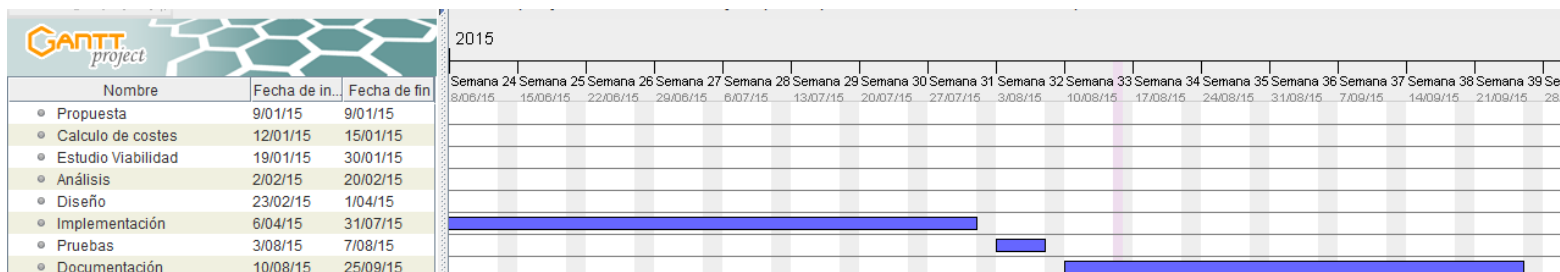 GANTT
project
2015
Semana 24 Semana 25 Semana 26 Semana 27 Semana 28 Semana 29 Semana 30 Semana 31 Semana 32 Semana 33 Semana 34 Semana 35 Semana 36 Semana 37 Semana 38 Semana 39 Se
8/06/15 15/06/15 22/06/15 29/06/15 6/07/15 13/07/15 20/07/15 27/07/15 3/08/15 10/08/15 17/08/15 24/08/15 31/08/15 7/09/15 14/09/15 21/09/15 28
Nombre Fecha de in... Fecha de fin
Propuesta 9/01/15 9/01/15
Calculo de costes 12/01/15 15/01/15
Estudio Viabilidad 19/01/15 30/01/15
Análisis 2/02/15 20/02/15
Diseño 23/02/15 1/04/15
Implementación 6/04/15 31/07/15
Pruebas 3/08/15 7/08/15
Documentación 10/08/15 25/09/15